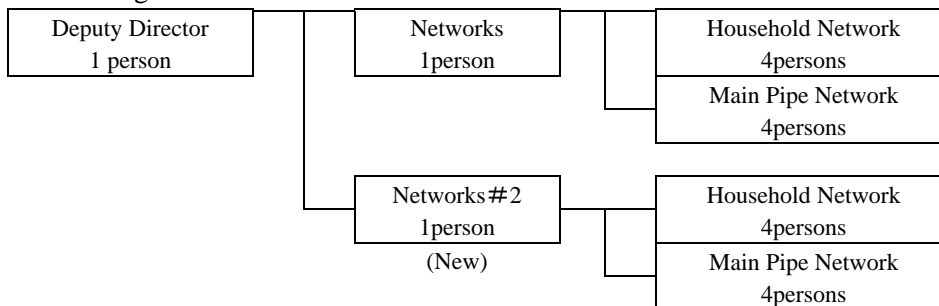 Deputy Director
1 person
Networks
1person
Household Network
4persons
Main Pipe Network
4persons
Networks#2
1person
(New)
Household Network
4persons
Main Pipe Network
4persons